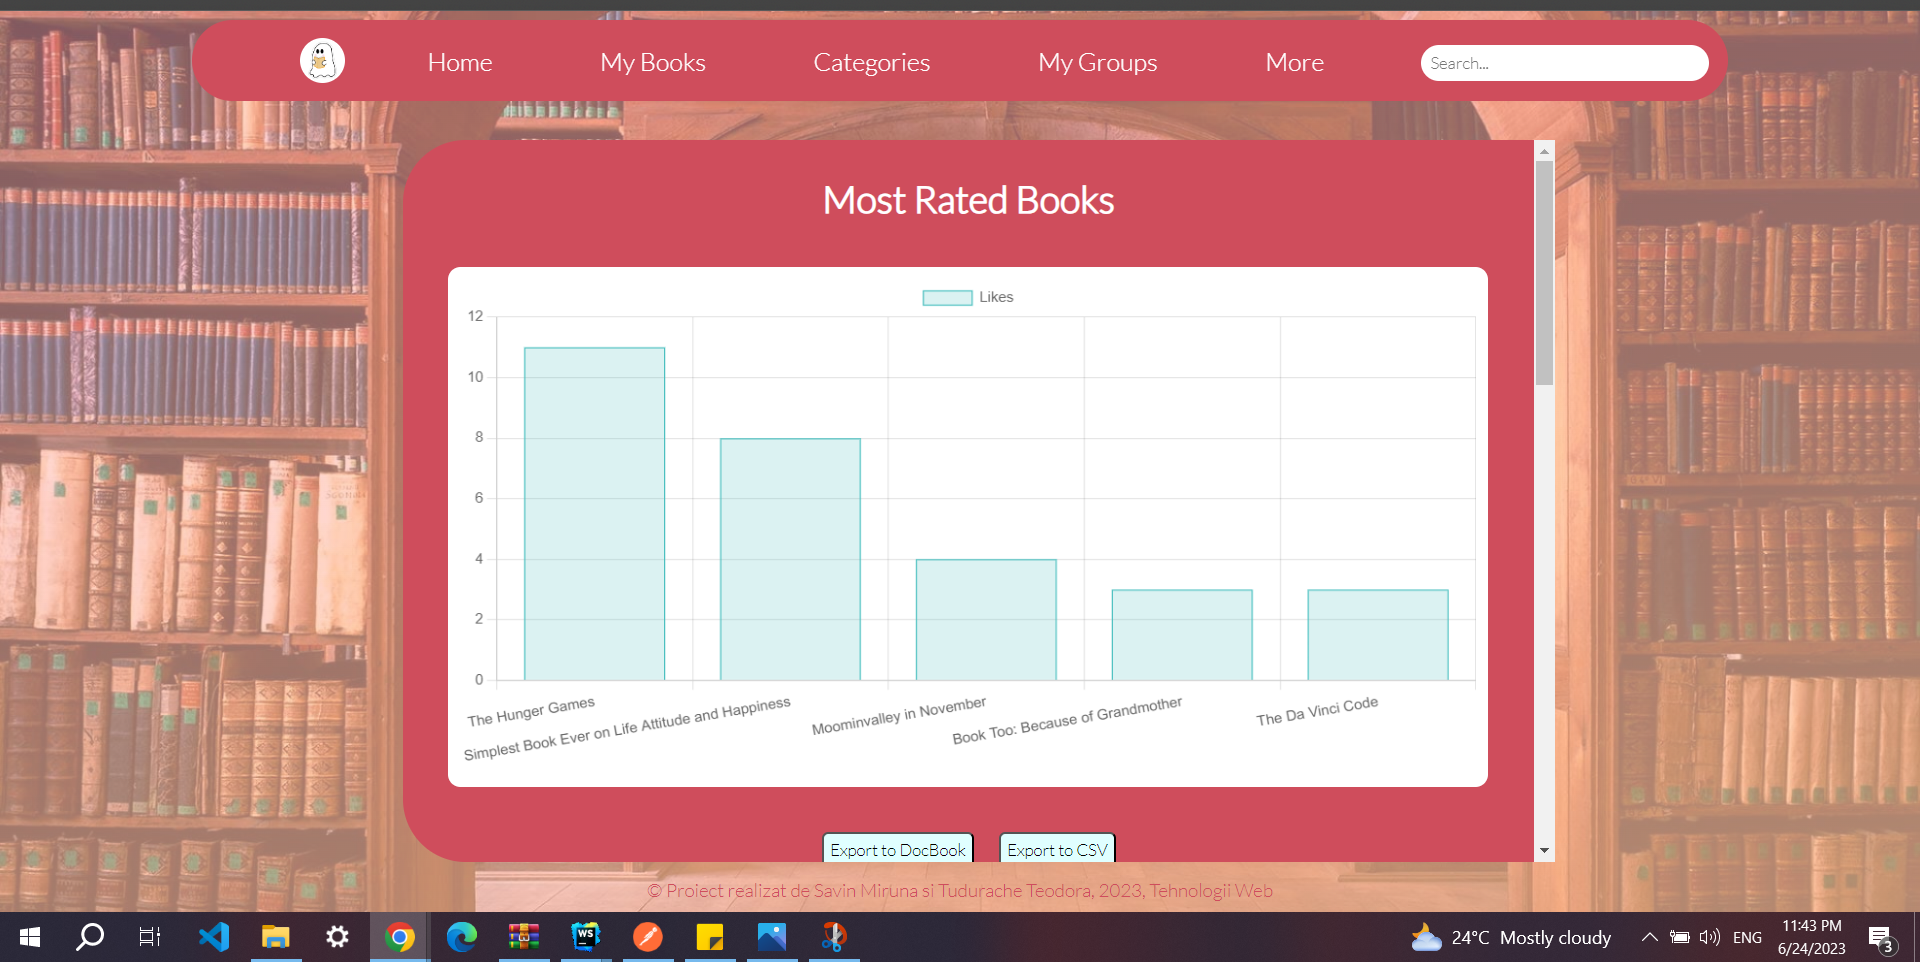 Home My Books Categories My Groups More Search...
Most Rated Books
Likes
12
10
8
6
4
2
0
The Hunger Games
Simplest Book Ever on Life Attitude and Happiness
Moominvalley in November
Book Too: Because of Grandmother
The Da Vinci Code
Export to DocBook Export to CSV
© Proiect realizat de Savin Miruna si Tudurache Teodora, 2023, Tehnologii Web
24°C Mostly cloudy
ENG
11:43 PM
6/24/2023
3
WS